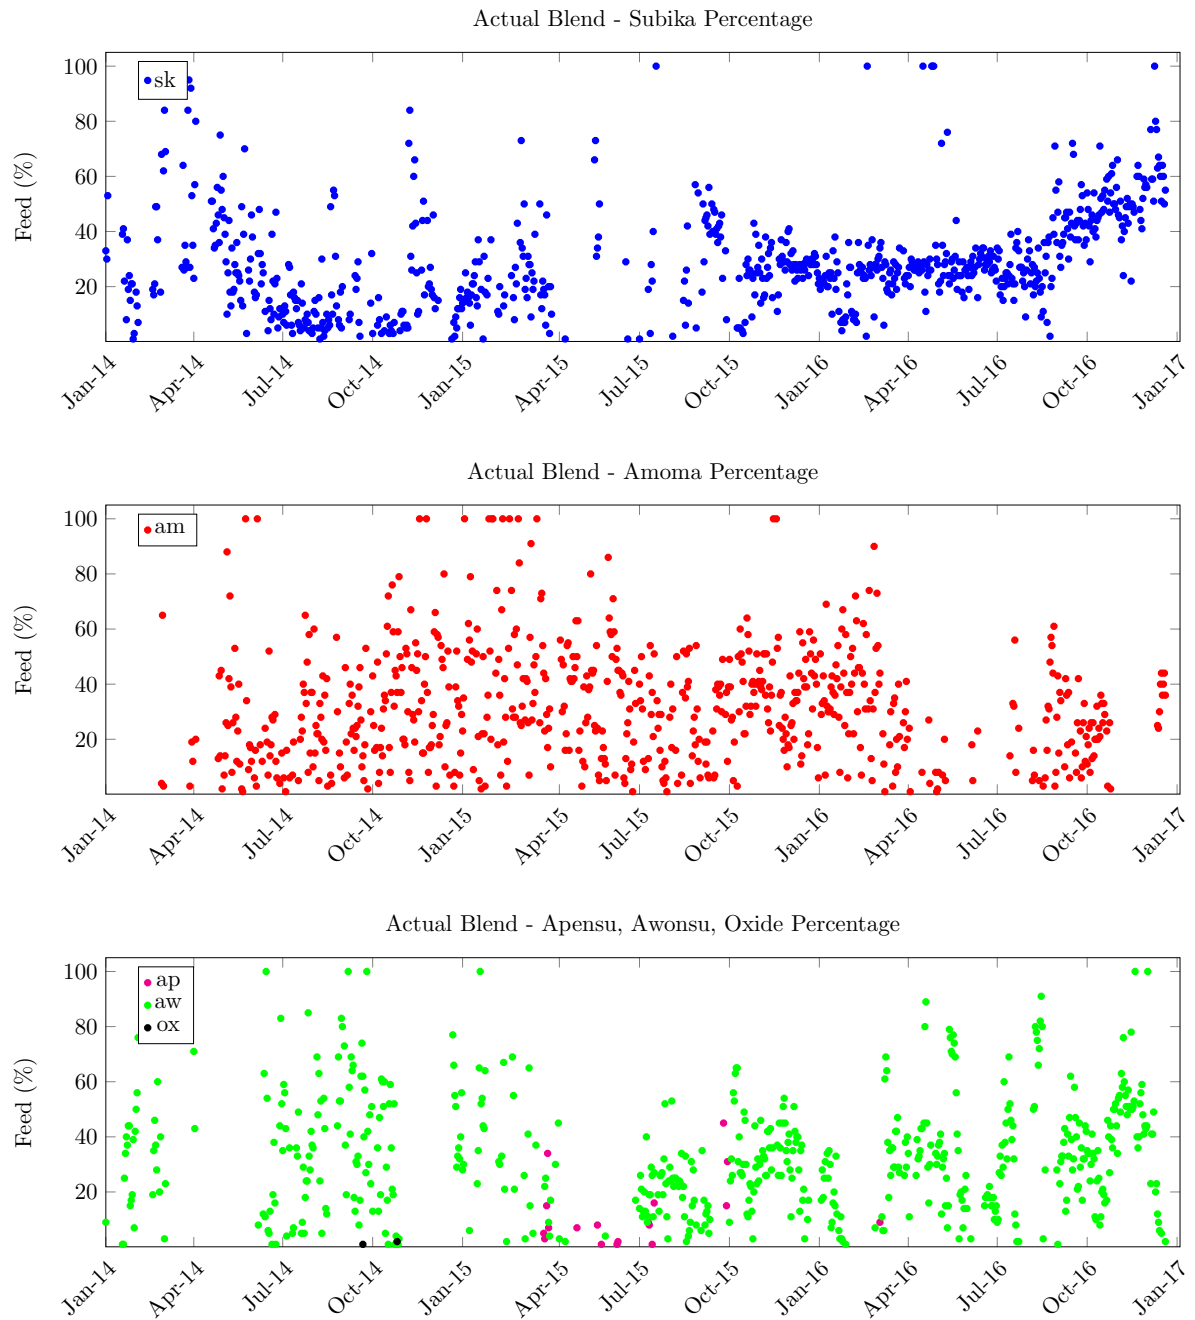 Actual Blend - Subika Percentage
100
80
60
40
20
Feed (%)
sk
Jan-14 Apr-14 Jul-14 Oct-14 Jan-15 Apr-15 Jul-15 Oct-15 Jan-16 Apr-16 Jul-16 Oct-16 Jan-17
Actual Blend - Amoma Percentage
100
80
60
40
20
Feed (%)
am
Jan-14 Apr-14 Jul-14 Oct-14 Jan-15 Apr-15 Jul-15 Oct-15 Jan-16 Apr-16 Jul-16 Oct-16 Jan-17
Actual Blend - Apensu, Awonsu, Oxide Percentage
100
80
60
40
20
Feed (%)
ap
aw
ox
Jan-14 Apr-14 Jul-14 Oct-14 Jan-15 Apr-15 Jul-15 Oct-15 Jan-16 Apr-16 Jul-16 Oct-16 Jan-17